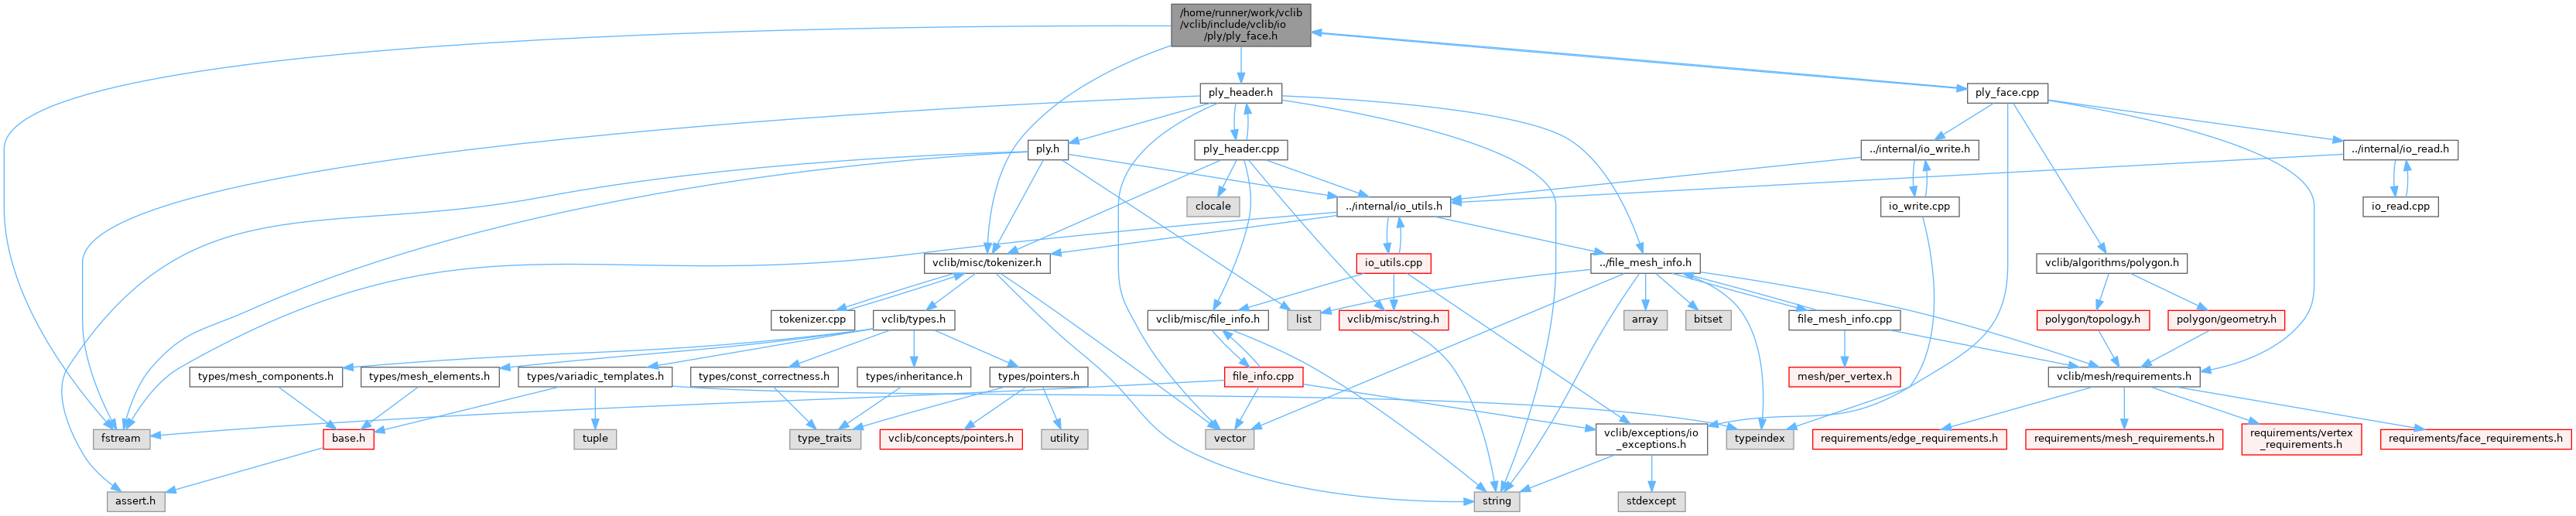 /home/runner/work/vclib
/vclib/include/vclib/io
/ply/ply_face.h
ply_header.h
ply_face.cpp
ply.h
ply_header.cpp
../internal/io_write.h
../internal/io_read.h
clocale
../internal/io_utils.h
io_write.cpp
io_read.cpp
vclib/misc/tokenizer.h
io_utils.cpp
../file_mesh_info.h
vclib/algorithms/polygon.h
tokenizer.cpp
vclib/types.h
vclib/misc/file_info.h
list
vclib/misc/string.h
array
bitset
file_mesh_info.cpp
polygon/topology.h
polygon/geometry.h
types/mesh_components.h
types/mesh_elements.h
types/variadic_templates.h
types/const_correctness.h
types/inheritance.h
types/pointers.h
file_info.cpp
mesh/per_vertex.h
vclib/mesh/requirements.h
fstream
base.h
tuple
type_traits
vclib/concepts/pointers.h
utility
vector
vclib/exceptions/io
_exceptions.h
typeindex
requirements/edge_requirements.h
requirements/mesh_requirements.h
requirements/vertex
_requirements.h
requirements/face_requirements.h
assert.h
string
stdexcept